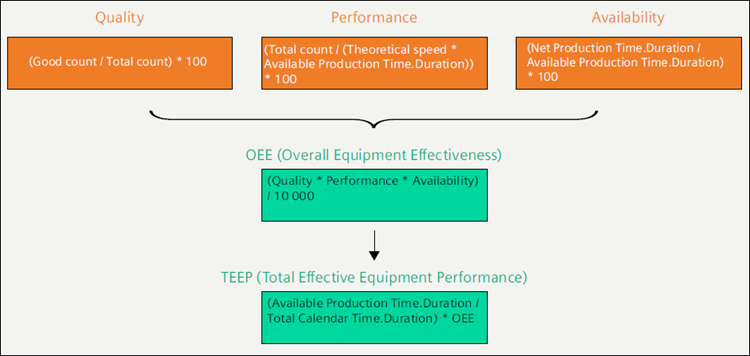 Quality
Performance
Availability
(Good count / Total count) * 100
(Total count / (Theoretical speed *
Available Production Time.Duration))
* 100
(Net Production Time.Duration /
Available Production Time.Duration)
* 100
OEE (Overall Equipment Effectiveness)
(Quality * Performance * Availability)
/ 10 000
TEEP (Total Effective Equipment Performance)
(Available Production Time.Duration /
Total Calendar Time.Duration) * OEE